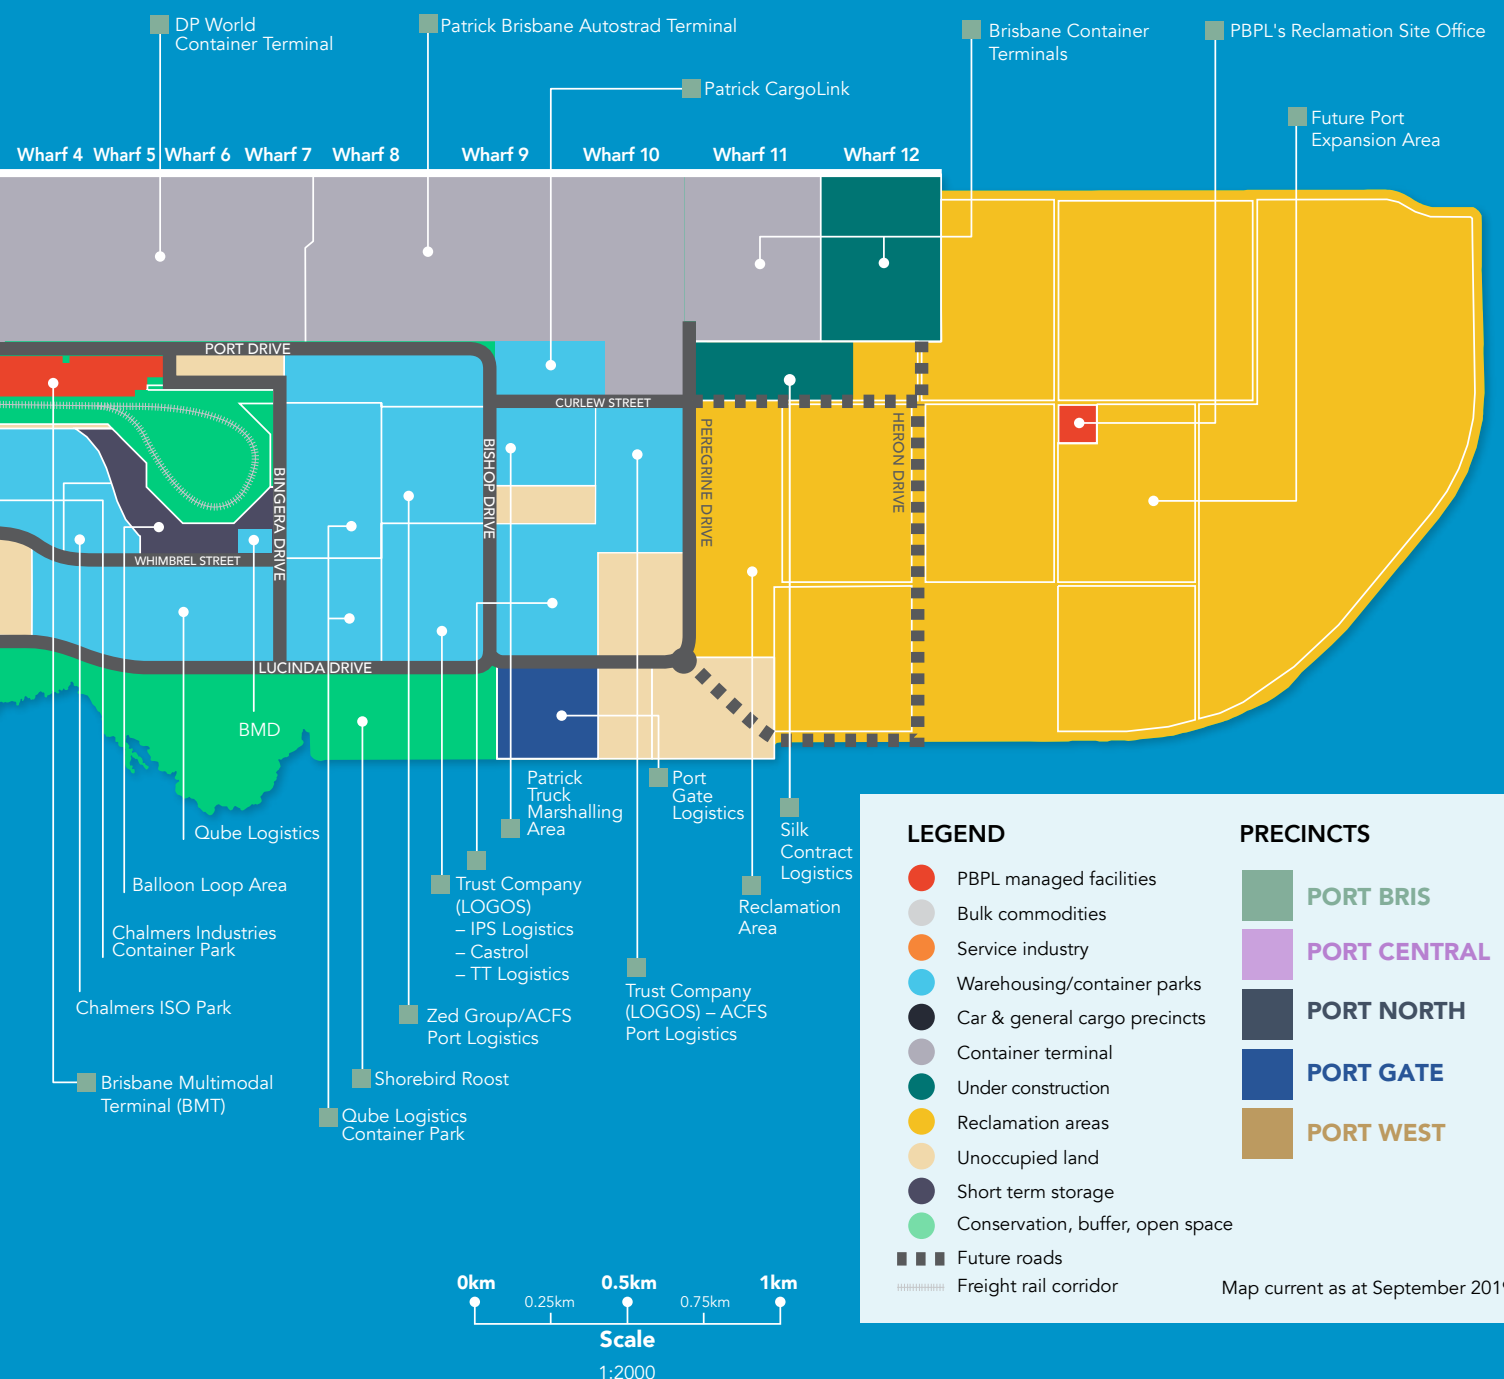 DP World
Container Terminal
Patrick Brisbane Autostrad Terminal
Brisbane Container
Terminals
PBPL's Reclamation Site Office
Patrick CargoLink
Future Port
Expansion Area
Wharf 4
Wharf 5
Wharf 6
Wharf 7
Wharf 8
Wharf 9
Wharf 10
Wharf 11
Wharf 12
PORT DRIVE
CURLEW STREET
PEREGRINE DRIVE
HERON DRIVE
BISHOP DRIVE
BINGERA DRIVE
WHIMBREL STREET
LUCINDA DRIVE
BMD
Qube Logistics
Balloon Loop Area
Chalmers Industries
Container Park
Chalmers ISO Park
Brisbane Multimodal
Terminal (BMT)
Patrick
Truck
Marshalling
Area
Port
Gate
Logistics
Silk
Contract
Logistics
Reclamation
Area
Trust Company
(LOGOS)
– IPS Logistics
– Castrol
– TT Logistics
Trust Company
(LOGOS) – ACFS
Port Logistics
Zed Group/ACFS
Port Logistics
Shorebird Roost
Qube Logistics
Container Park
LEGEND
PBPL managed facilities
Bulk commodities
Service industry
Warehousing/container parks
Car & general cargo precincts
Container terminal
Under construction
Reclamation areas
Unoccupied land
Short term storage
Conservation, buffer, open space
Future roads
Freight rail corridor
PRECINCTS
PORT BRIS
PORT CENTRAL
PORT NORTH
PORT GATE
PORT WEST
Map current as at September 2019
0km
0.25km
0.5km
0.75km
1km
Scale
1:2000